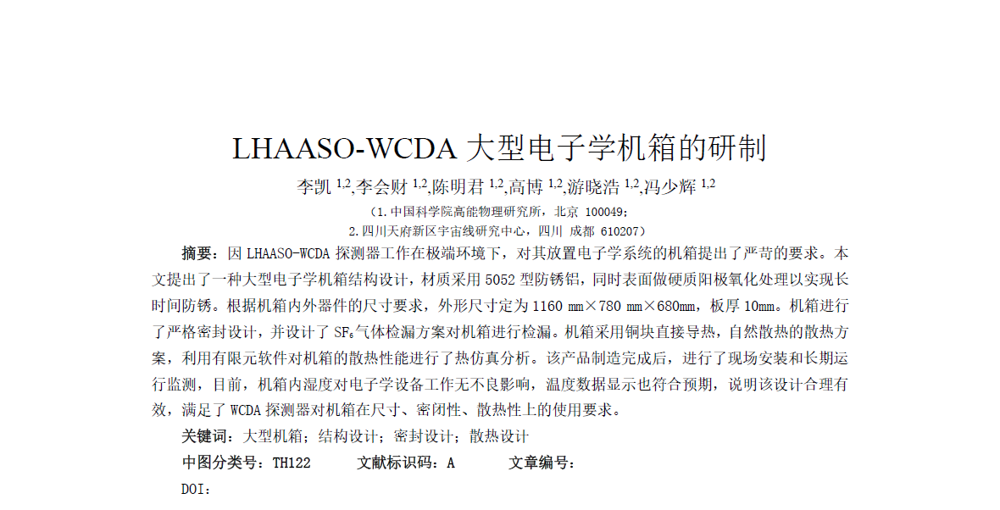 LHAASO-WCDA 大型电子学机箱的研制
李凯 1,2,李会财 1,2,陈明君 1,2,高博 1,2,游晓浩 1,2,冯少辉 1,2
（1.中国科学院高能物理研究所，北京 100049;
2.四川天府新区宇宙线研究中心，四川 成都 610207）
摘要：因 LHAASO-WCDA 探测器工作在极端环境下，对其放置电子学系统的机箱提出了严苛的要求。本
文提出了一种大型电子学机箱结构设计，材质采用 5052 型防锈铝，同时表面做硬质阳极氧化处理以实现长
时间防锈。根据机箱内外器件的尺寸要求，外形尺寸定为 1160 mm×780 mm×680mm，板厚 10mm。机箱进行
了严格密封设计，并设计了 SF₆ 气体检漏方案对机箱进行检漏。机箱采用铜块直接导热，自然散热的散热方
案，利用有限元软件对机箱的散热性能进行了热仿真分析。该产品制造完成后，进行了现场安装和长期运
行监测，目前，机箱内湿度对电子学设备工作无不良影响，温度数据显示也符合预期，说明该设计合理有
效，满足了 WCDA 探测器对机箱在尺寸、密闭性、散热性上的使用要求。
关键词：大型机箱；结构设计；密封设计；散热设计
中图分类号：TH122 文献标识码：A 文章编号：
DOI：